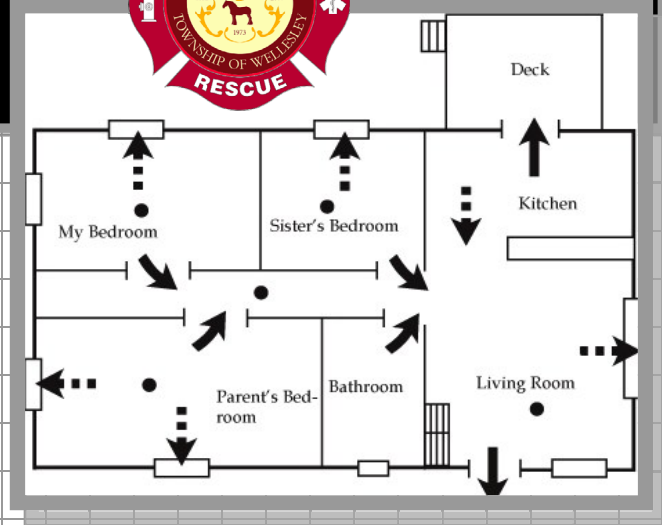 1973
TOWNSHIP OF WELLESLEY
RESCUE
Deck
Kitchen
My Bedroom
Sister's Bedroom
Parent's Bed-
room
Bathroom
Living Room